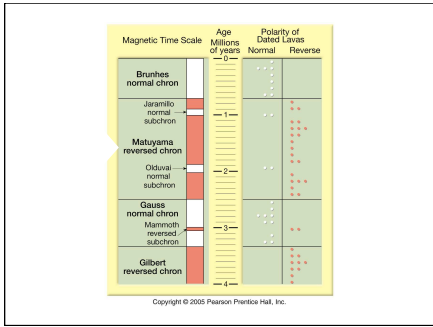 Magnetic Time Scale
Age
Millions
of years
Polarity of
Dated Lavas
Normal Reverse
0
Brunhes
normal chron
Jaramillo
normal
subchron
1
Matuyama
reversed chron
Olduvai
normal
subchron
2
Gauss
normal chron
Mammoth
reversed
subchron
3
Gilbert
reversed chron
4
Copyright © 2005 Pearson Prentice Hall, Inc.